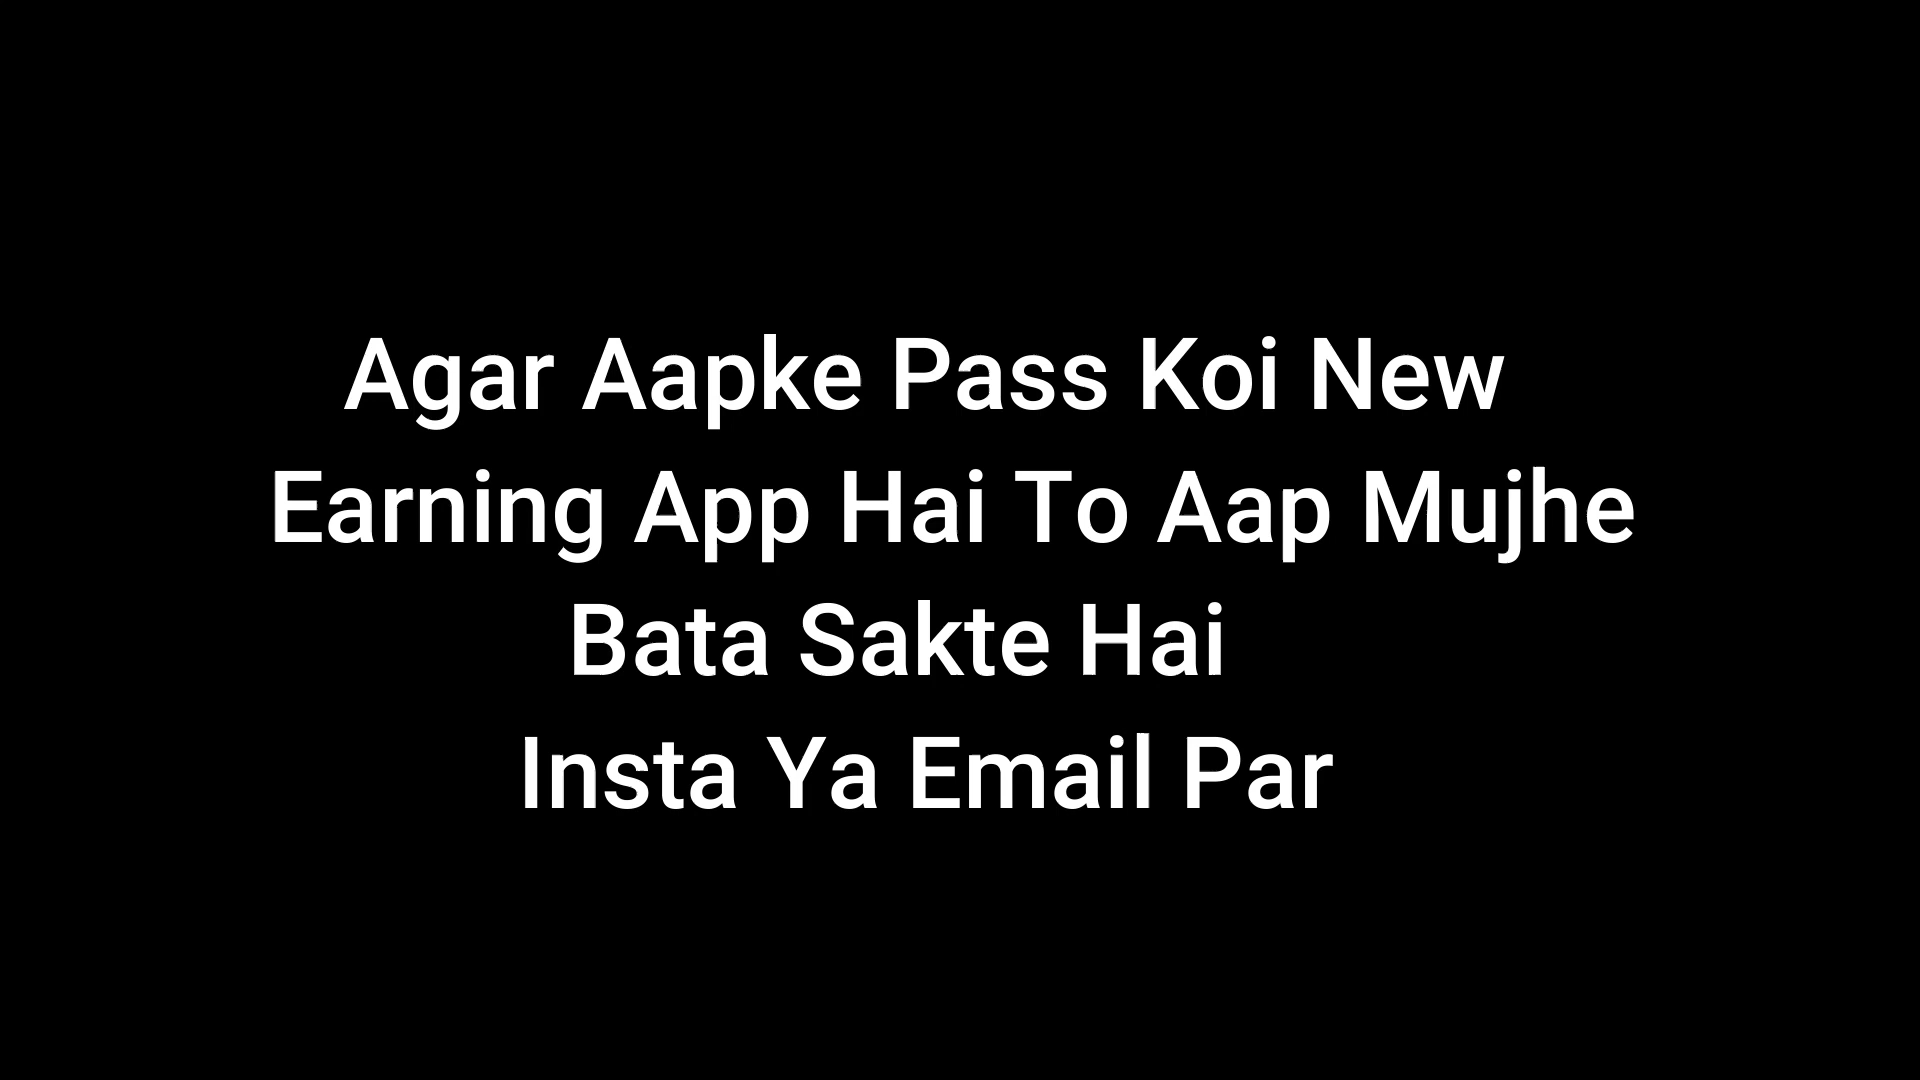 Agar Aapke Pass Koi New
Earning App Hai To Aap Mujhe
Bata Sakte Hai
Insta Ya Email Par